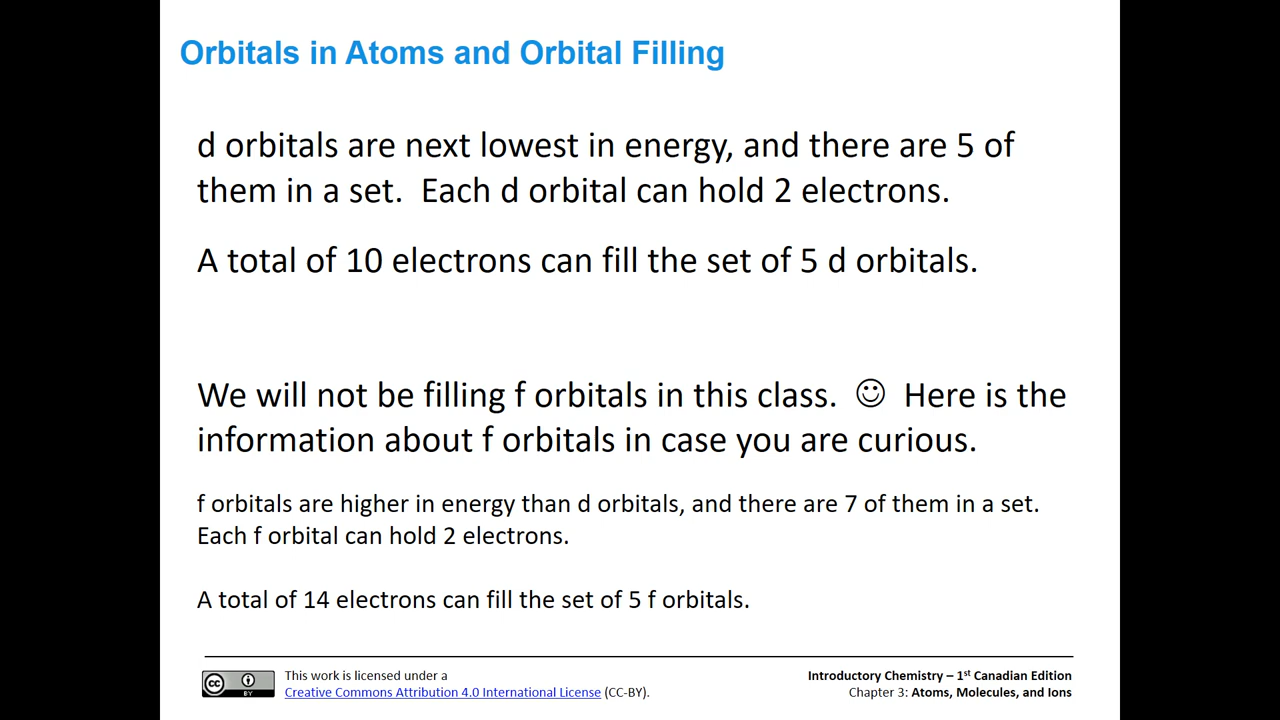 Orbitals in Atoms and Orbital Filling
d orbitals are next lowest in energy, and there are 5 of
them in a set.  Each d orbital can hold 2 electrons.
A total of 10 electrons can fill the set of 5 d orbitals.
We will not be filling f orbitals in this class. ☺ Here is the
information about f orbitals in case you are curious.
f orbitals are higher in energy than d orbitals, and there are 7 of them in a set.
Each f orbital can hold 2 electrons.
A total of 14 electrons can fill the set of 5 f orbitals.
cc BY
This work is licensed under a
Creative Commons Attribution 4.0 International License (CC-BY).
Introductory Chemistry – 1st Canadian Edition
Chapter 3: Atoms, Molecules, and Ions